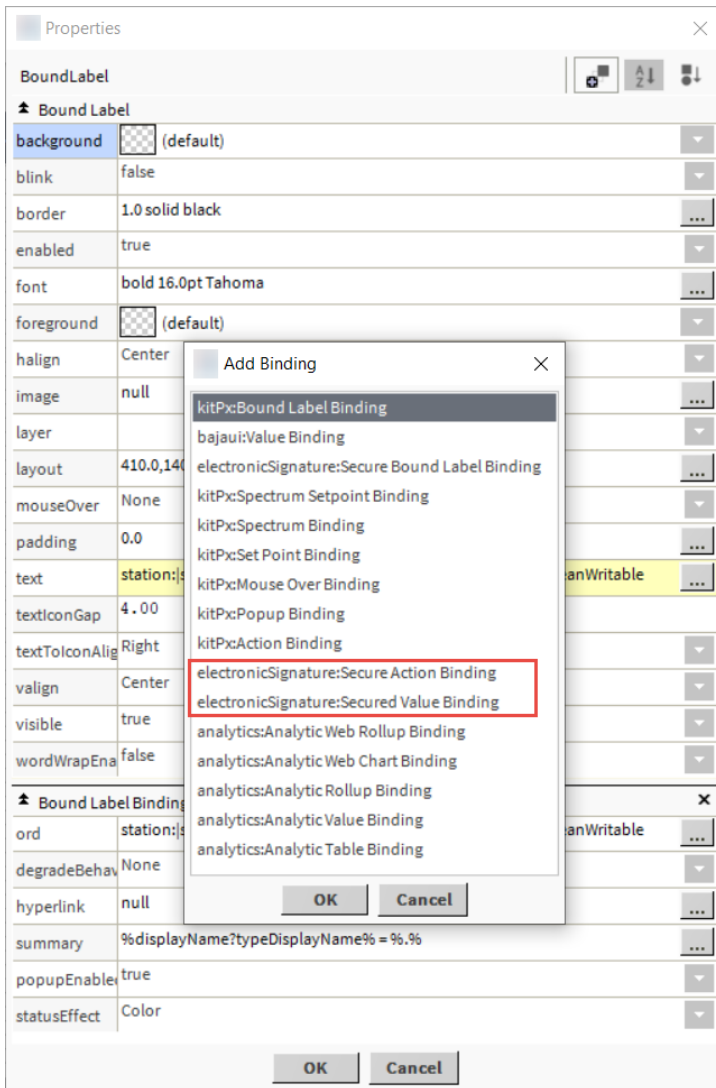 Properties
BoundLabel
Bound Label
background (default)
blink false
border 1.0 solid black ...
enabled true
font bold 16.0pt Tahoma ...
foreground (default)
halign Center
image null ...
layer
layout 410.0,140 ...
mouseOver None
padding 0.0 ...
text station:|s anWritable ...
textIconGap 4.00
textToIconAlig Right
valign Center
visible true
wordWrapEna false
Add Binding
kitPx:Bound Label Binding
bajaui:Value Binding
electronicSignature:Secure Bound Label Binding
kitPx:Spectrum Setpoint Binding
kitPx:Spectrum Binding
kitPx:Set Point Binding
kitPx:Mouse Over Binding
kitPx:Popup Binding
kitPx:Action Binding
electronicSignature:Secure Action Binding
electronicSignature:Secured Value Binding
analytics:Analytic Web Rollup Binding
analytics:Analytic Web Chart Binding
analytics:Analytic Rollup Binding
analytics:Analytic Value Binding
analytics:Analytic Table Binding
OK Cancel
Bound Label Binding
ord station:|s anWritable ...
degradeBehav None
hyperlink null ...
summary %displayName?typeDisplayName% = %.% ...
popupEnable true
statusEffect Color
OK Cancel